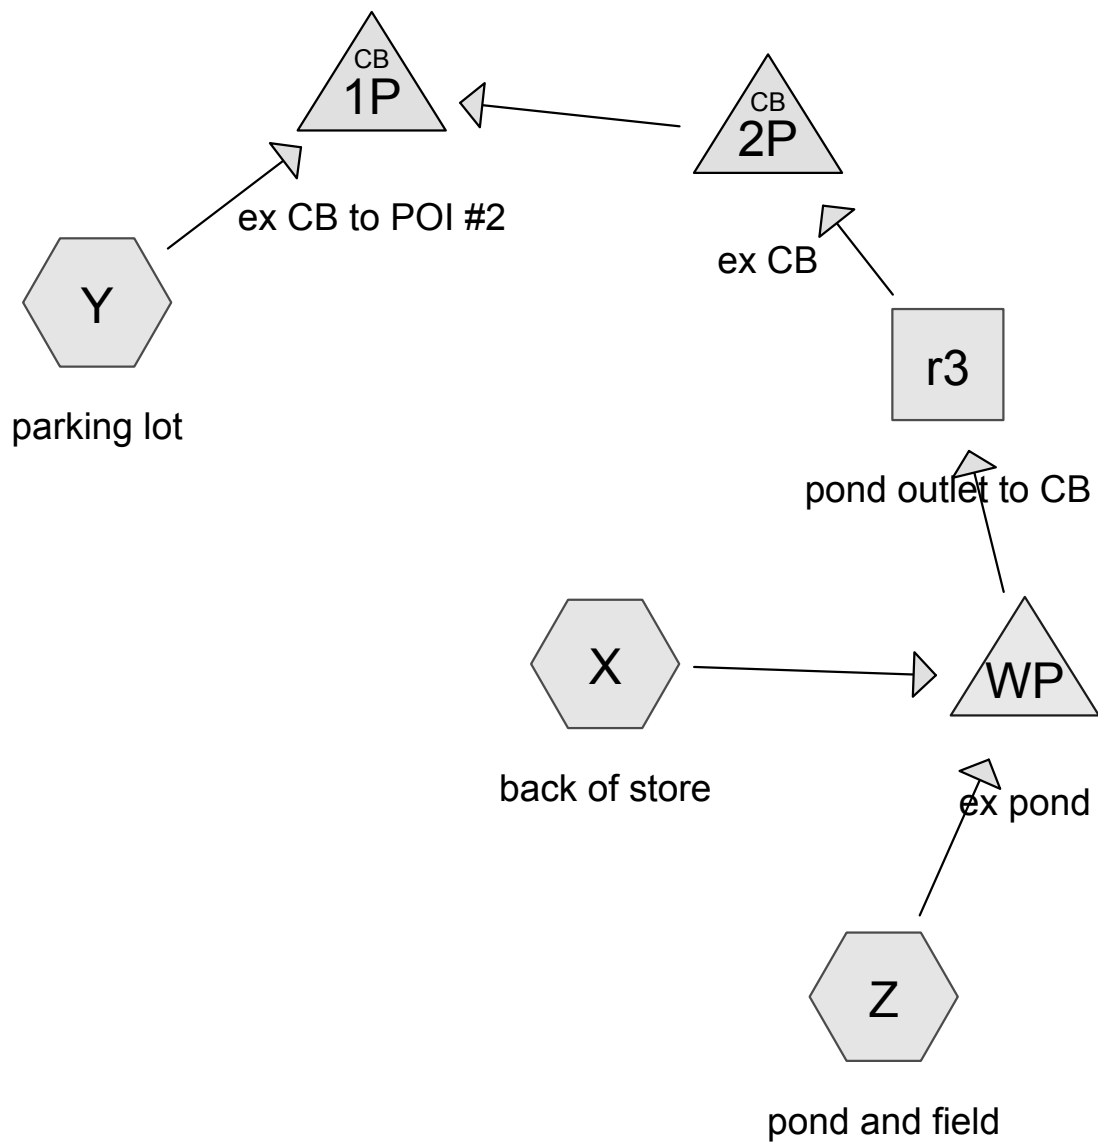 CB
1P
CB
2P
ex CB to POI #2
ex CB
Y
r3
parking lot
pond outlet to CB
X
WP
back of store
ex pond
Z
pond and field